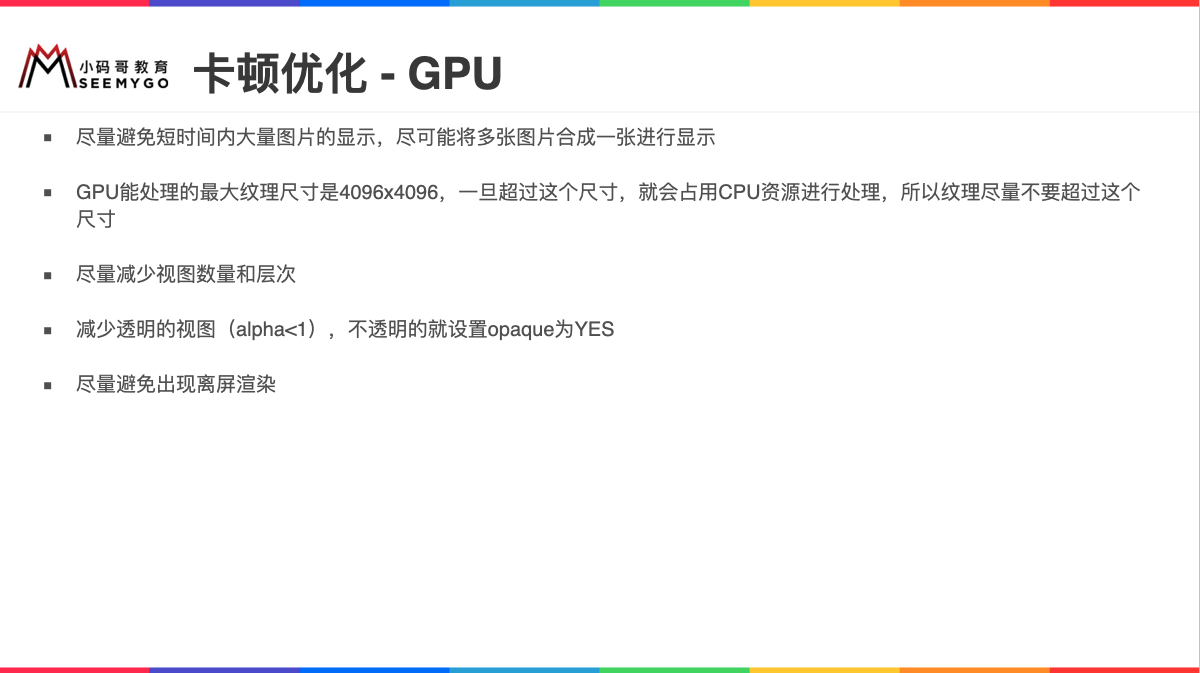 小码哥教育
SEEMYGO
卡顿优化 - GPU
▪ 尽量避免短时间内大量图片的显示，尽可能将多张图片合成一张进行显示
▪ GPU能处理的最大纹理尺寸是4096x4096，一旦超过这个尺寸，就会占用CPU资源进行处理，所以纹理尽量不要超过这个
尺寸
▪ 尽量减少视图数量和层次
▪ 减少透明的视图（alpha<1），不透明的就设置opaque为YES
▪ 尽量避免出现离屏渲染